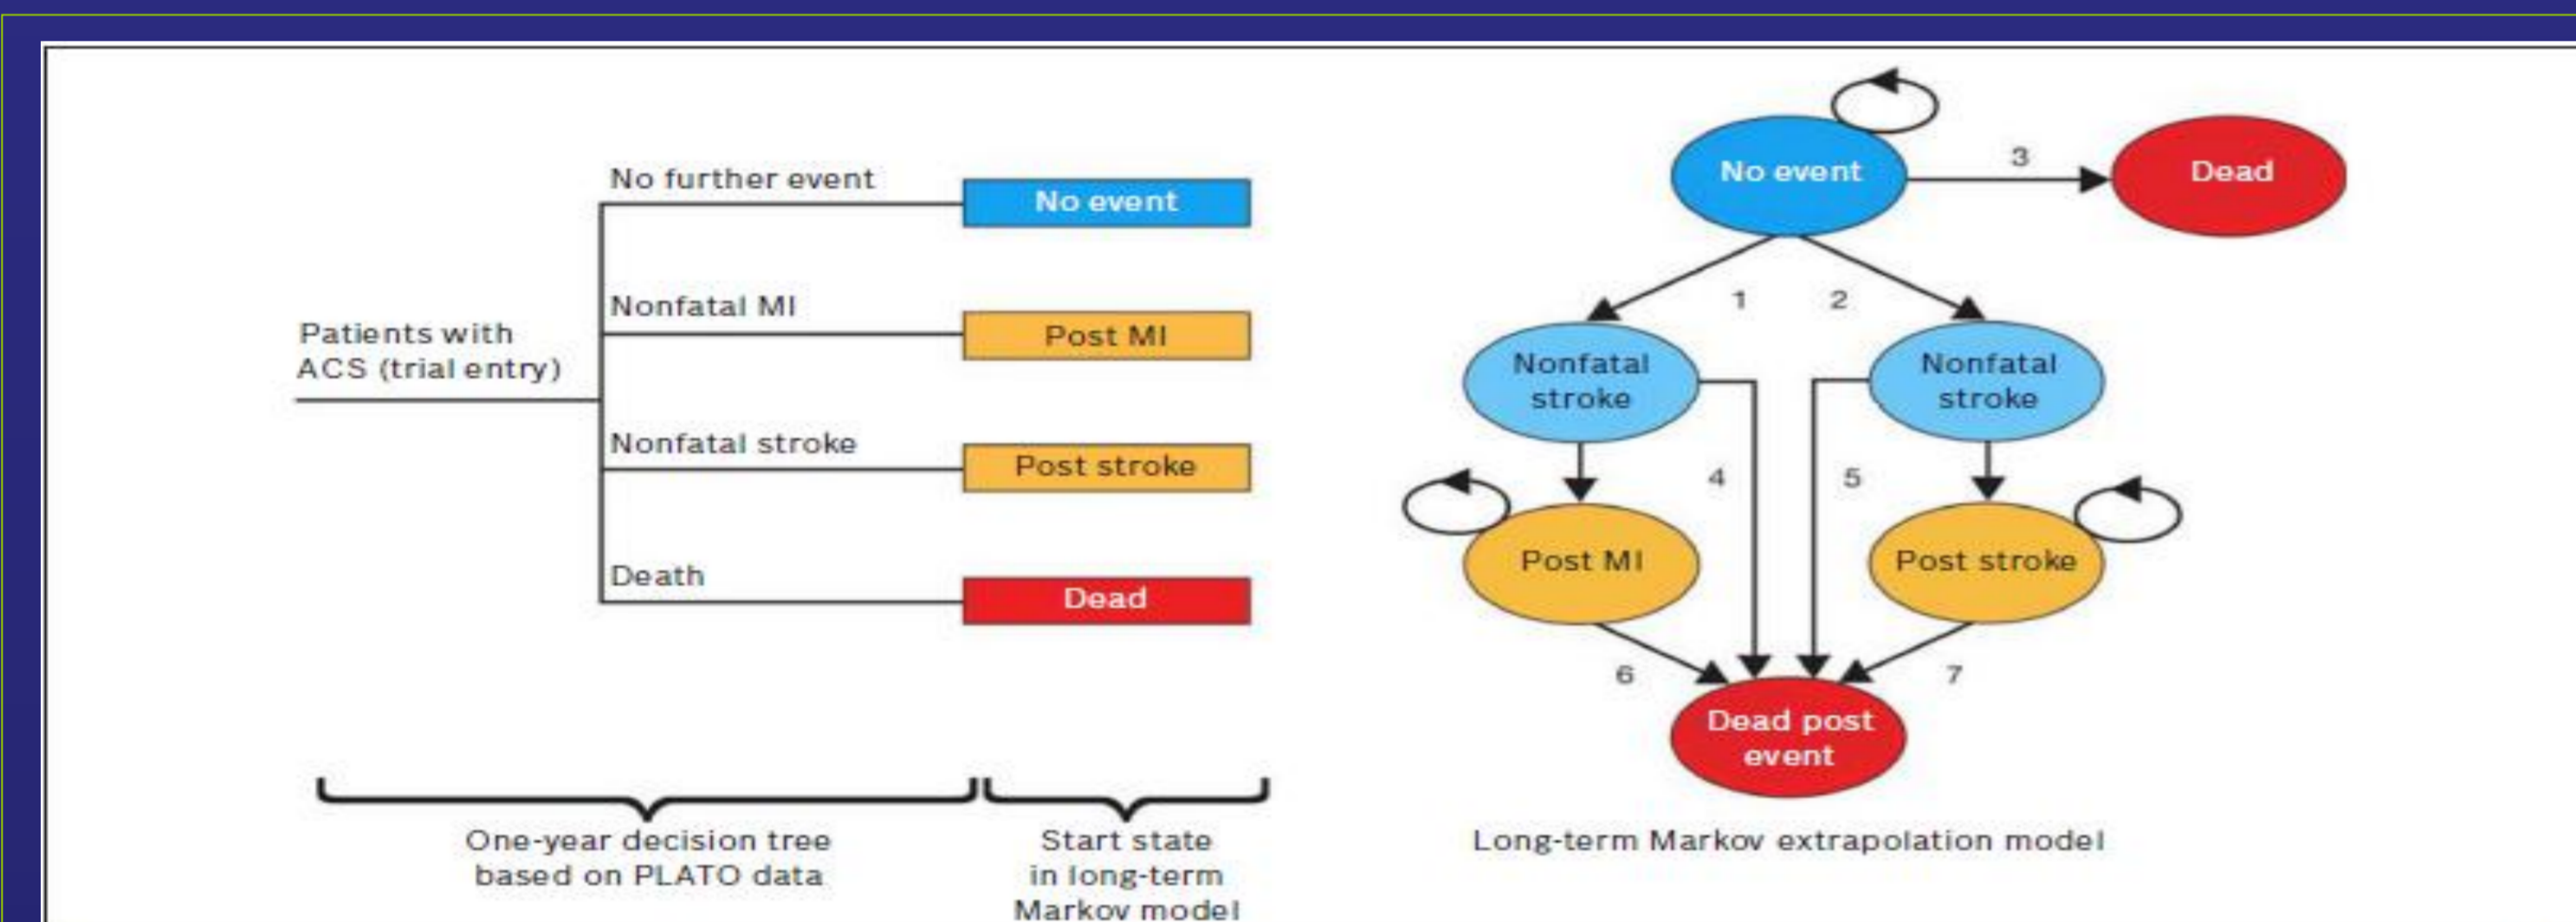 No further event
No event
Nonfatal MI
Post MI
Patients with
ACS (trial entry)
Nonfatal stroke
Post stroke
Death
Dead
One-year decision tree
based on PLATO data
Start state
in long-term
Markov model
No event
3
Dead
1
2
Nonfatal
stroke
Nonfatal
stroke
4
5
Post MI
Post stroke
6
7
Dead post
event
Long-term Markov extrapolation model